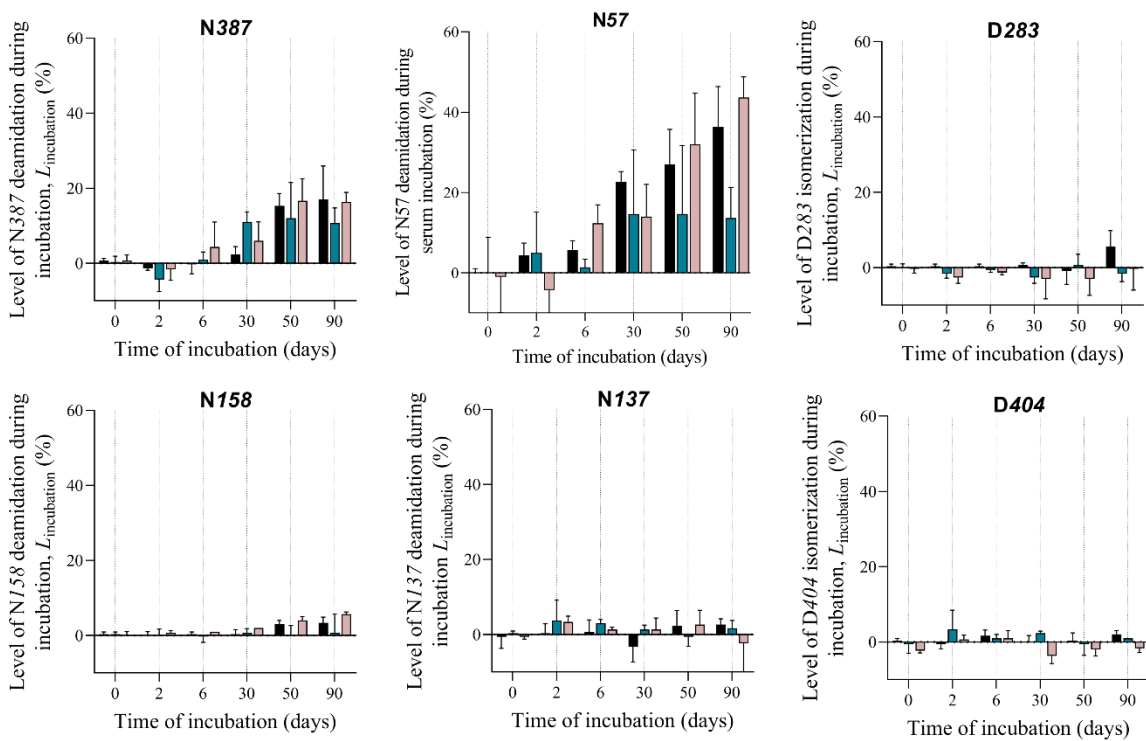 N387
Level of N387 deamidation during
incubation, Lincubation (%)
60
40
20
0
0 2 6 30 50 90
Time of incubation (days)
N57
Level of N57 deamidation during
serum incubation (%)
60
40
20
0
0 2 6 30 50 90
Time of incubation (days)
D283
Level of D283 isomerization during
incubation, Lincubation (%)
60
40
20
0
0 2 6 30 50 90
Time of incubation (days)
N158
Level of N158 deamidation during
incubation, Lincubation (%)
60
40
20
0
0 2 6 30 50 90
Time of incubation (days)
N137
Level of N137 deamidation during
incubation Lincubation (%)
60
40
20
0
0 2 6 30 50 90
Time of incubation (days)
D404
Level of D404 isomerization during
incubation, Lincubation (%)
60
40
20
0
0 2 6 30 50 90
Time of incubation (days)